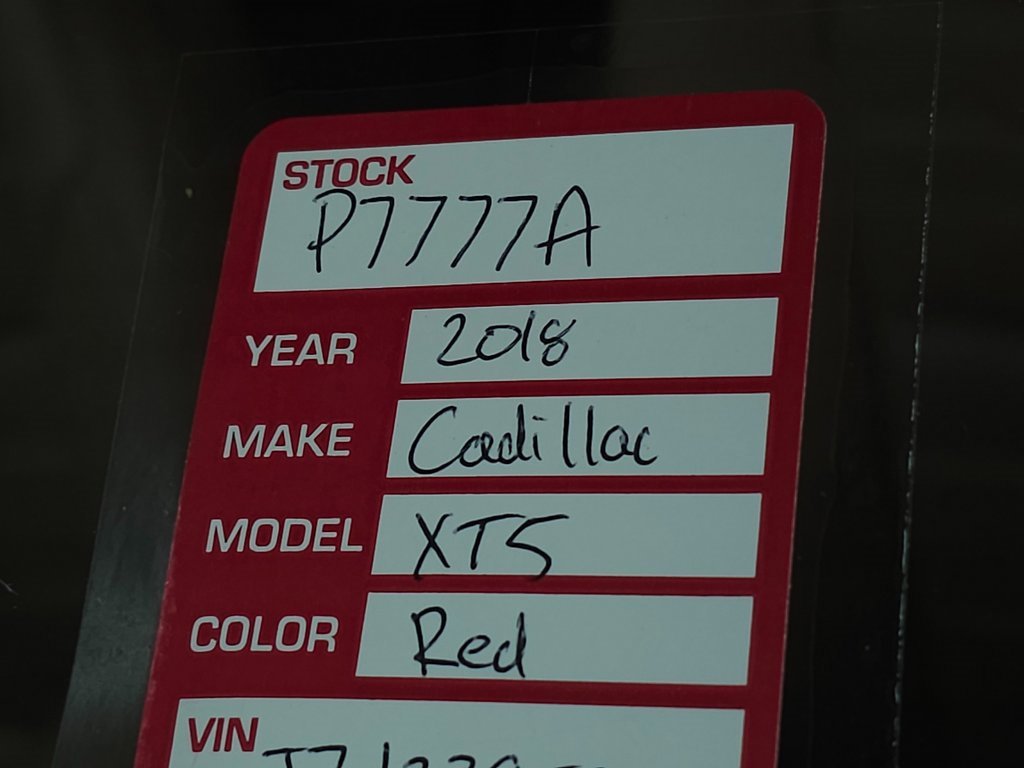 STOCK
P7777A
YEAR 2018
MAKE Cadillac
MODEL XT5
COLOR Red
VIN